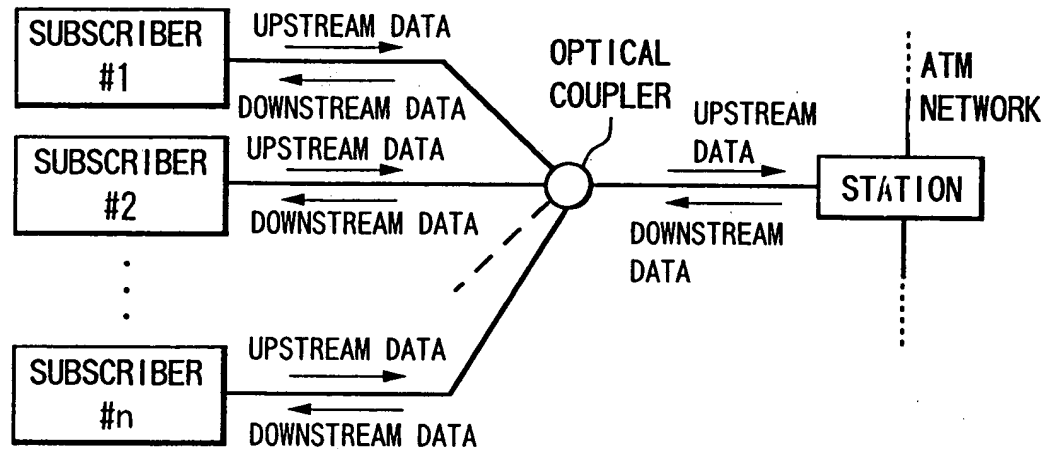 SUBSCRIBER
#1
UPSTREAM DATA
DOWNSTREAM DATA
SUBSCRIBER
#2
UPSTREAM DATA
DOWNSTREAM DATA
SUBSCRIBER
#n
UPSTREAM DATA
DOWNSTREAM DATA
OPTICAL
COUPLER
UPSTREAM
DATA
DOWNSTREAM
DATA
ATM
NETWORK
STATION